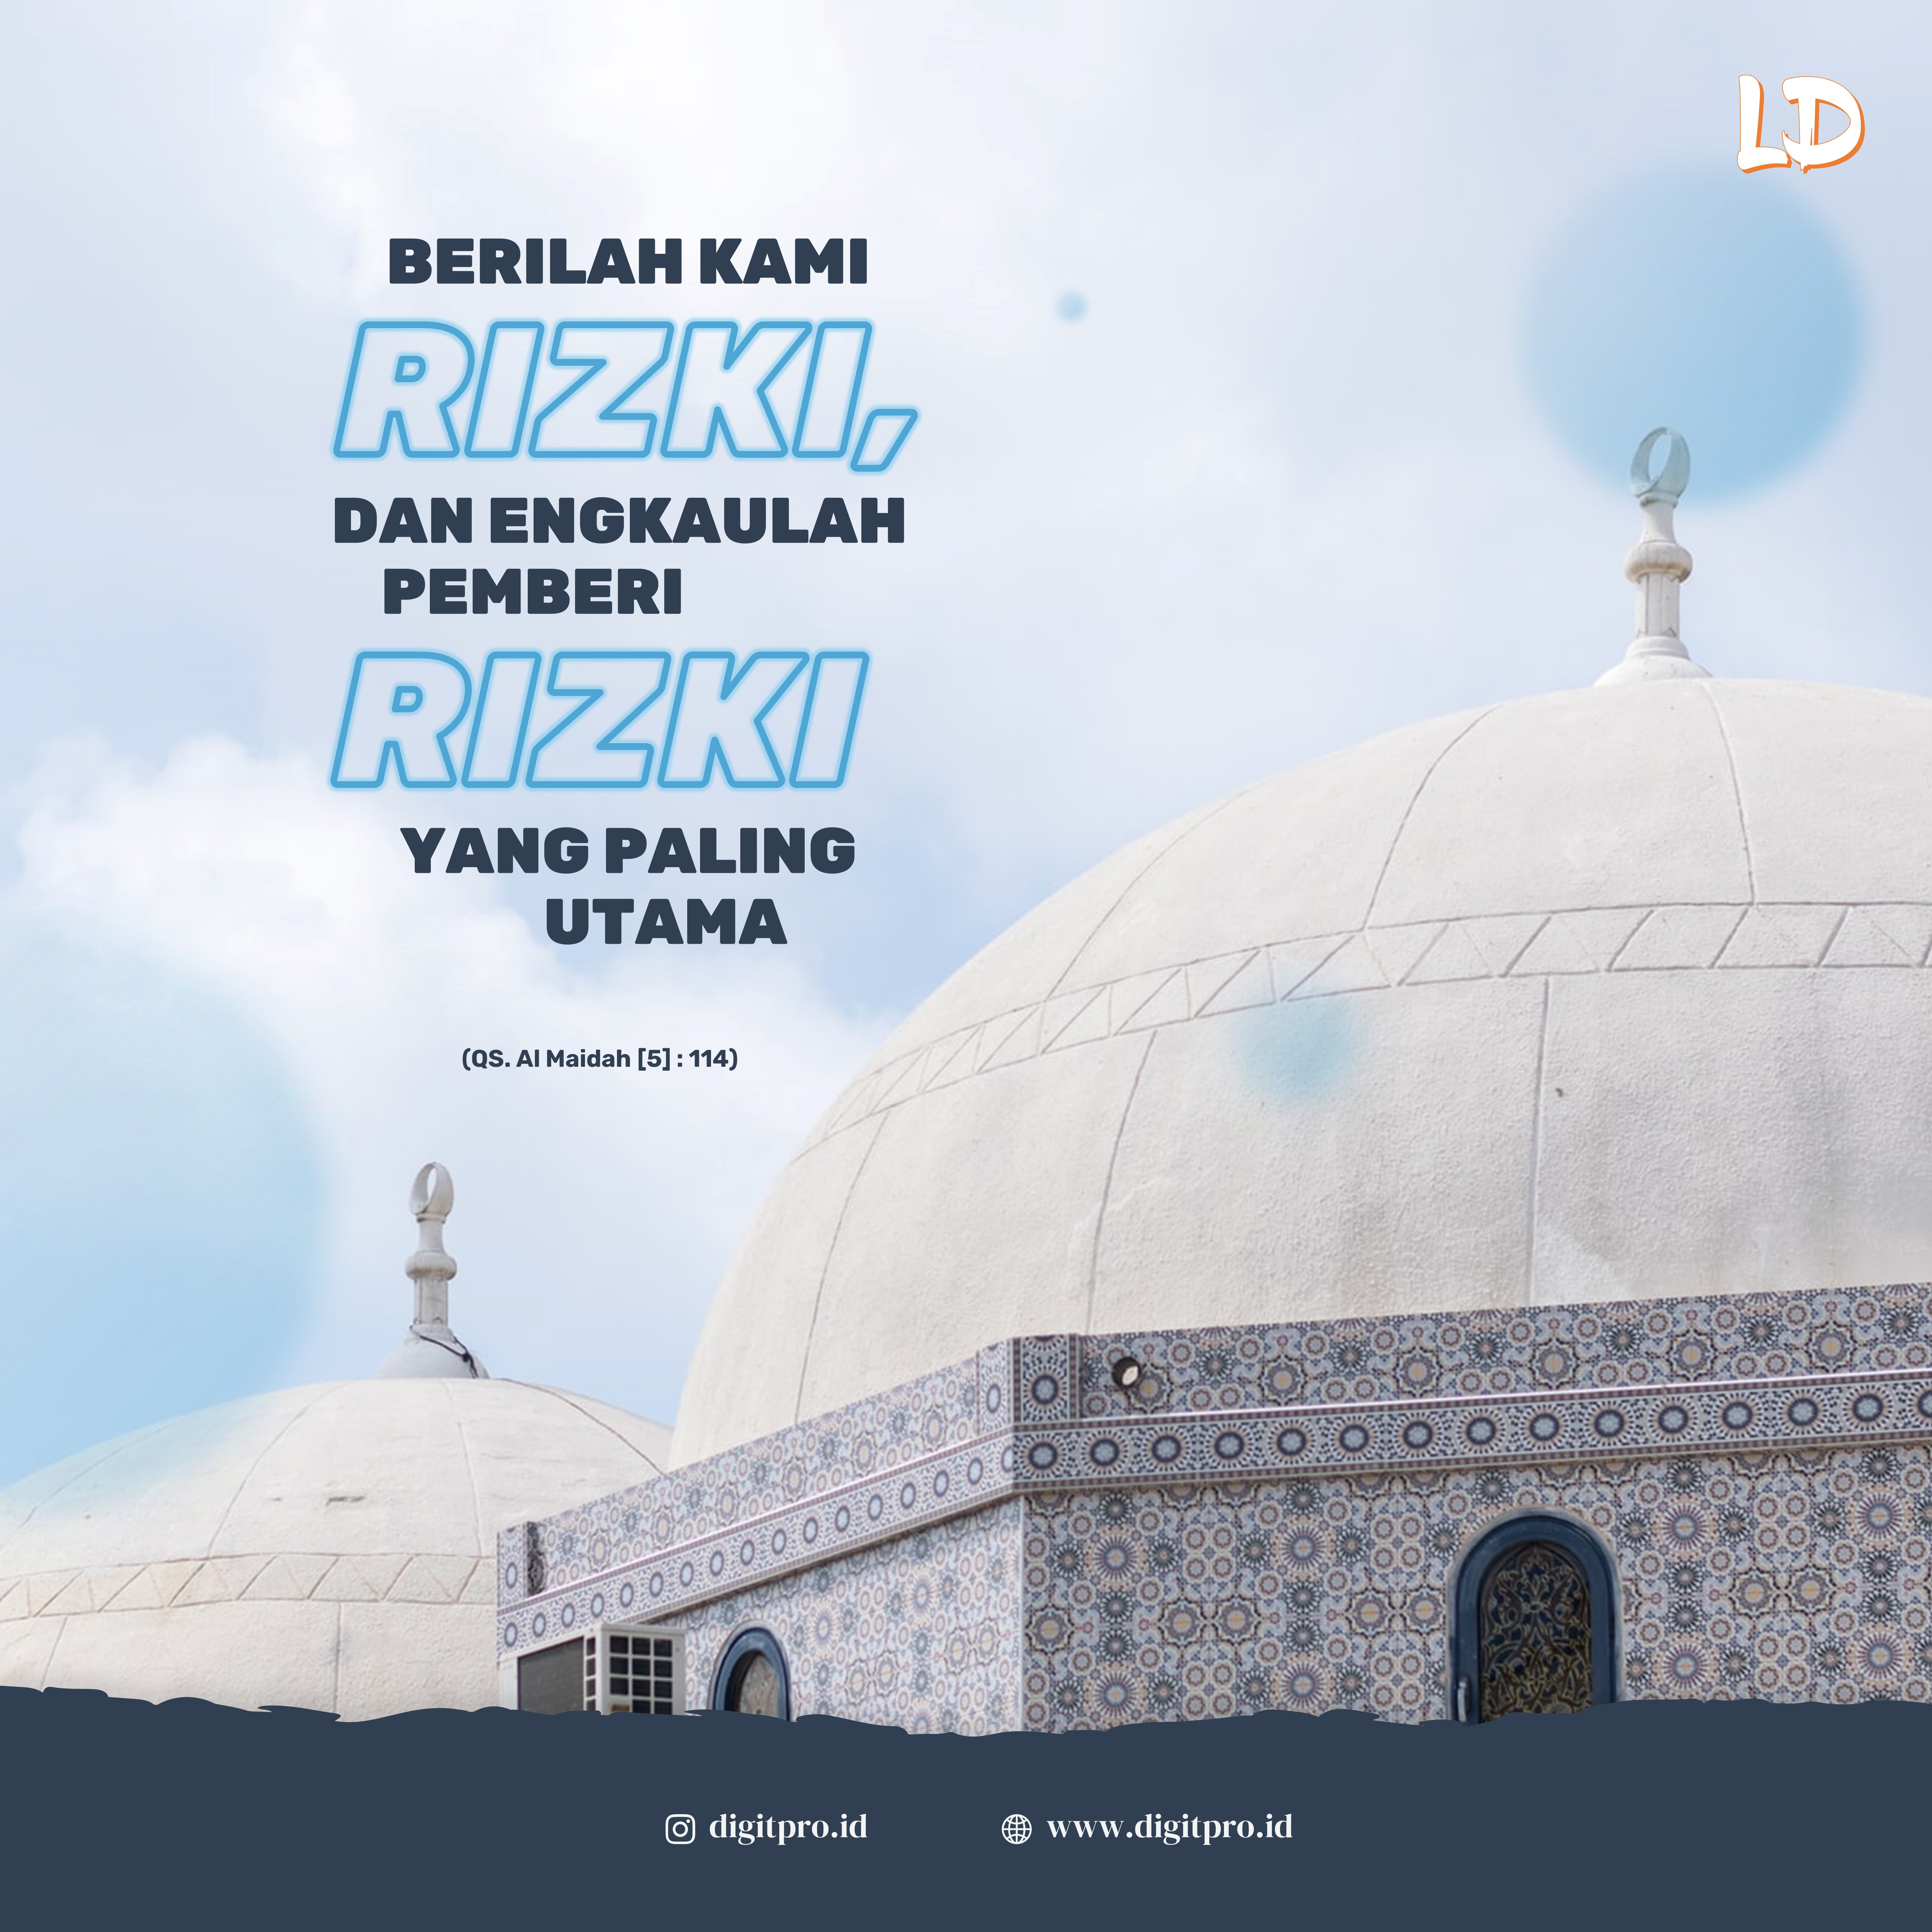 LD
BERILAH KAMI
RIZKI,
DAN ENGKAULAH
PEMBERI
RIZKI
YANG PALING
UTAMA
(QS. Al Maidah [5] : 114)
digitpro.id
www.digitpro.id